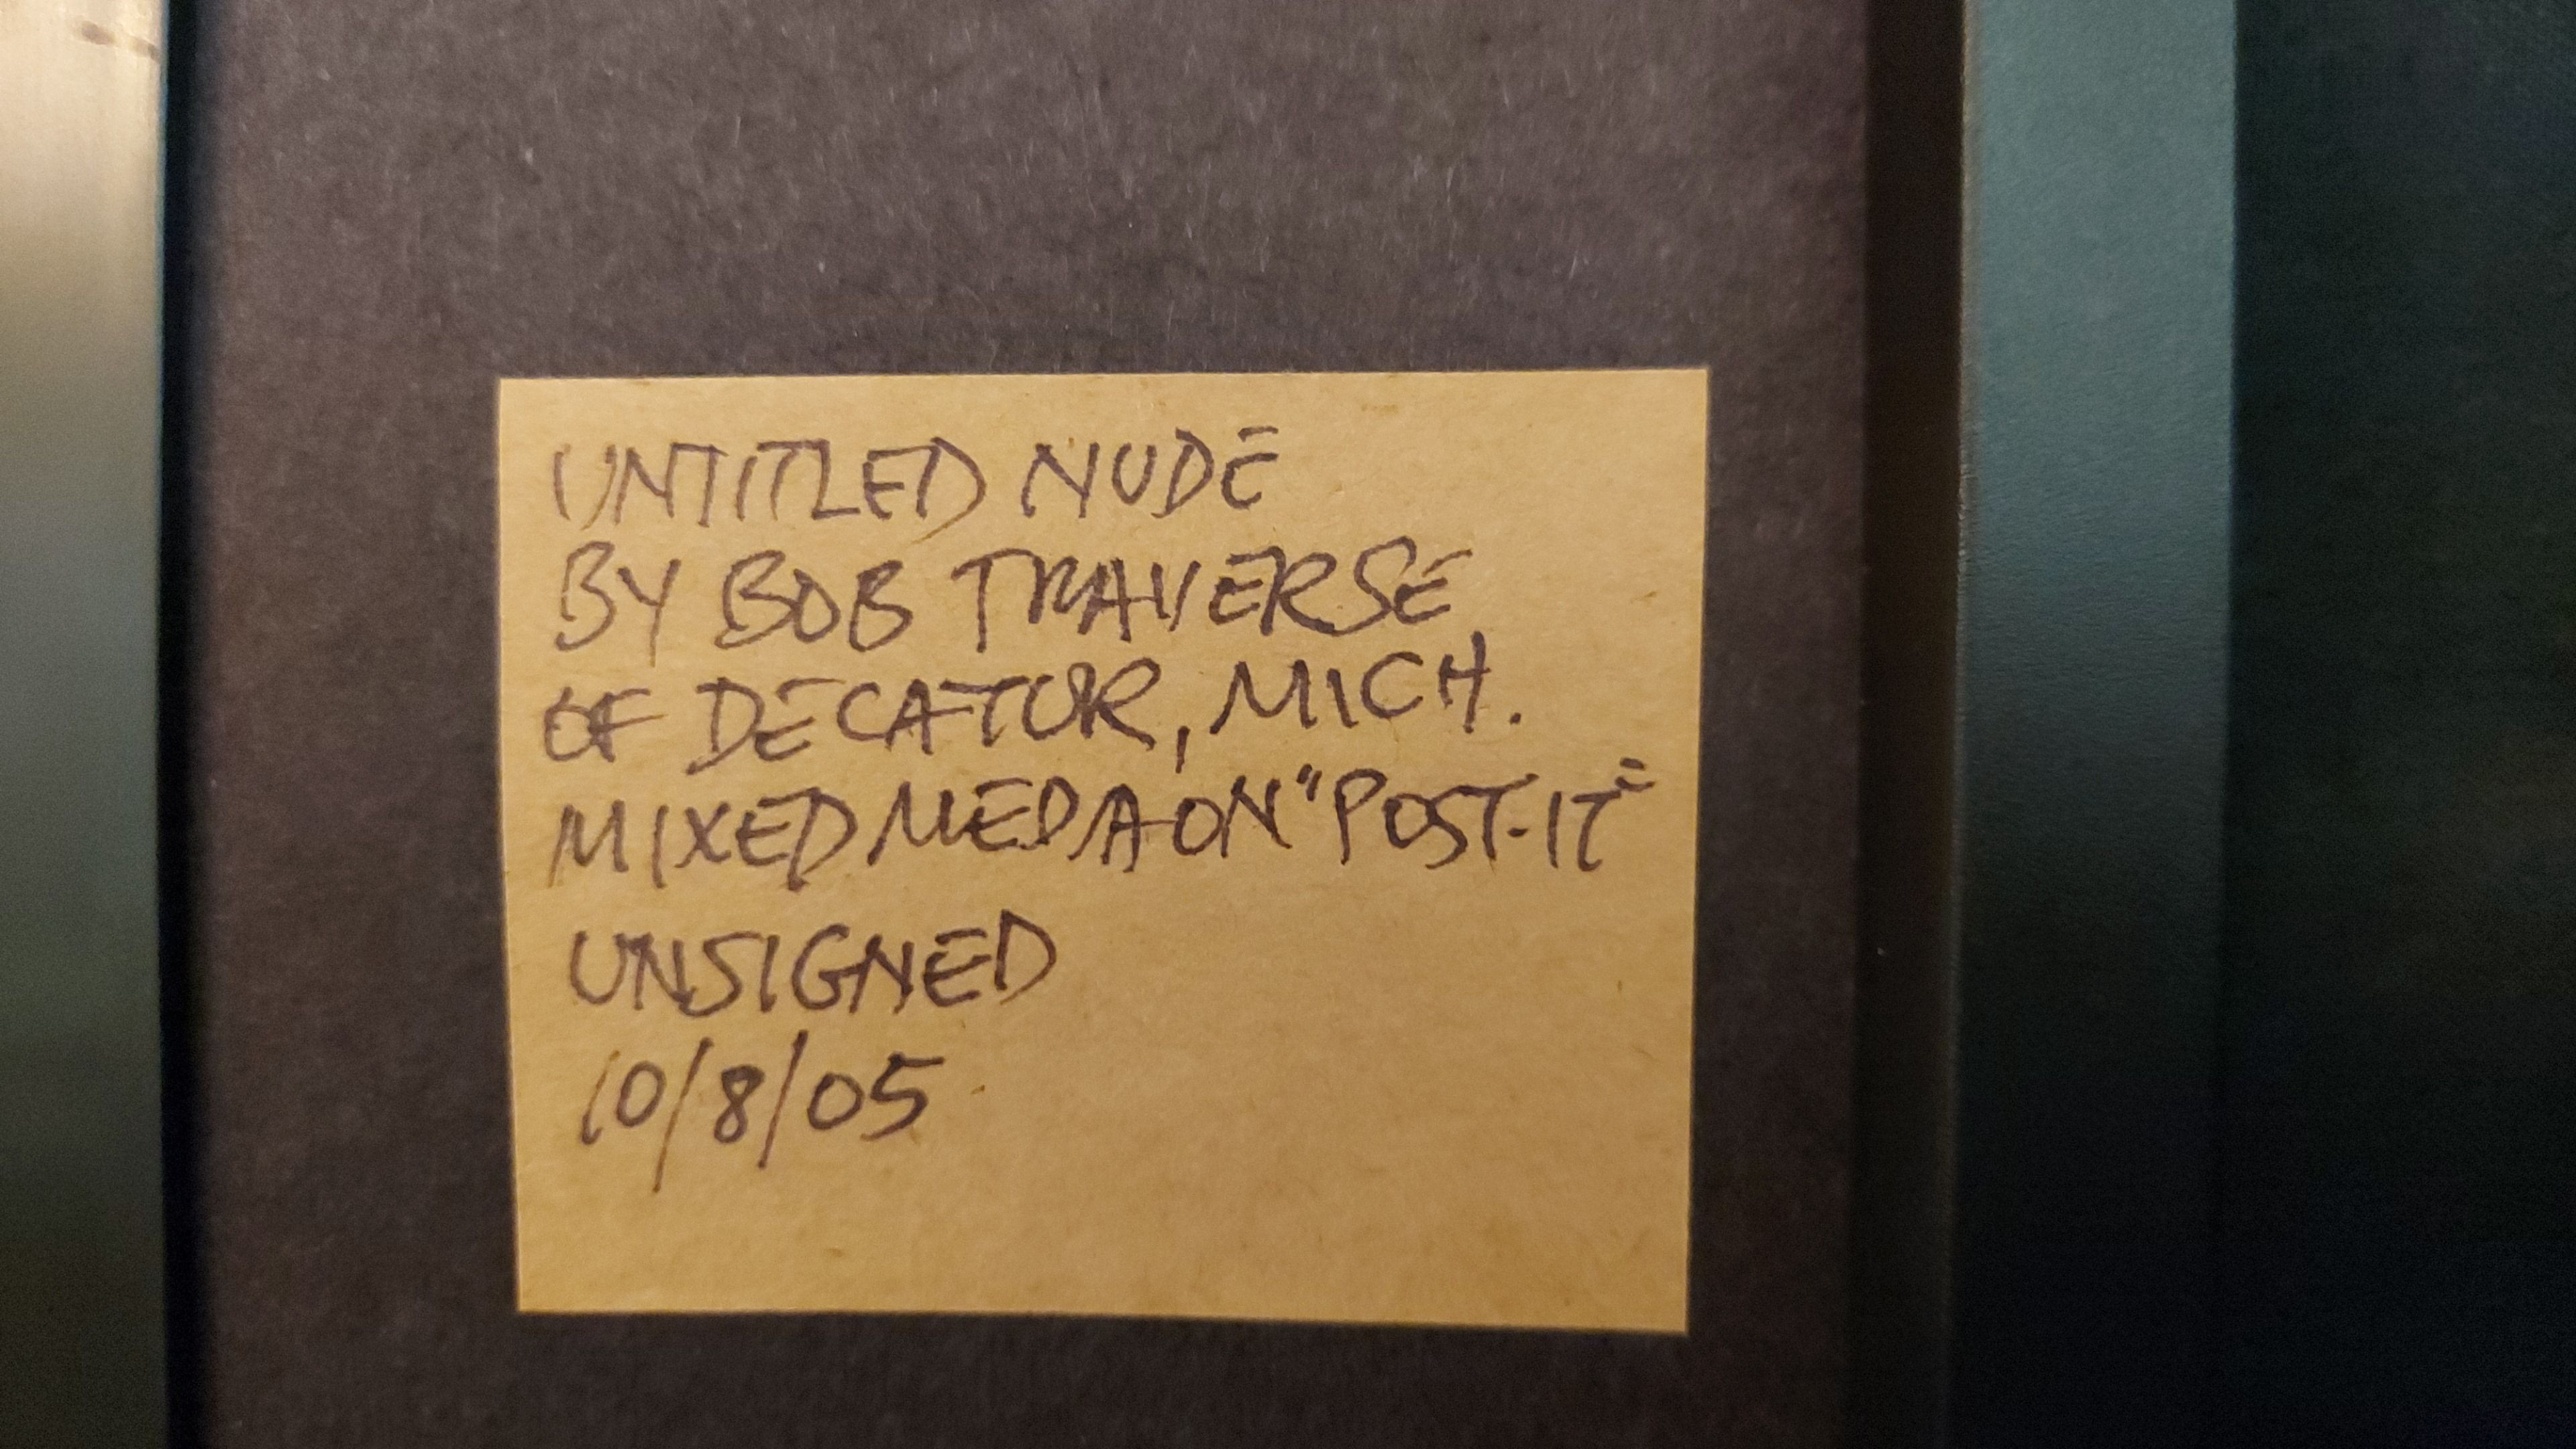 UNTITLED NUDE
BY BOB TRAVERSE
OF DECATUR, MICH.
MIXED MEDIA ON "POST-IT"
UNSIGNED
10/8/05